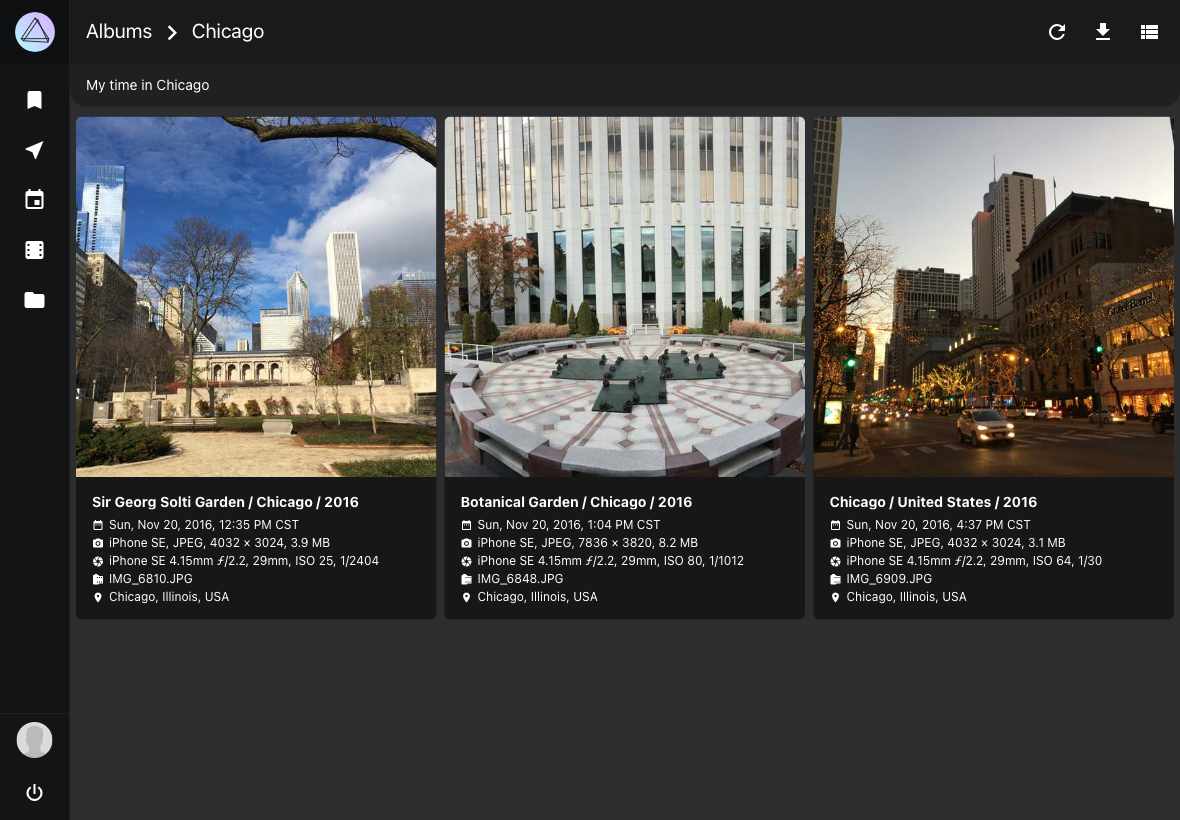 Albums > Chicago
My time in Chicago
Sir Georg Solti Garden / Chicago / 2016
Sun, Nov 20, 2016, 12:35 PM CST
iPhone SE, JPEG, 4032 × 3024, 3.9 MB
iPhone SE 4.15mm ƒ/2.2, 29mm, ISO 25, 1/2404
IMG_6810.JPG
Chicago, Illinois, USA
Botanical Garden / Chicago / 2016
Sun, Nov 20, 2016, 1:04 PM CST
iPhone SE, JPEG, 7836 × 3820, 8.2 MB
iPhone SE 4.15mm ƒ/2.2, 29mm, ISO 80, 1/1012
IMG_6848.JPG
Chicago, Illinois, USA
Chicago / United States / 2016
Sun, Nov 20, 2016, 4:37 PM CST
iPhone SE, JPEG, 4032 × 3024, 3.1 MB
iPhone SE 4.15mm ƒ/2.2, 29mm, ISO 64, 1/30
IMG_6909.JPG
Chicago, Illinois, USA